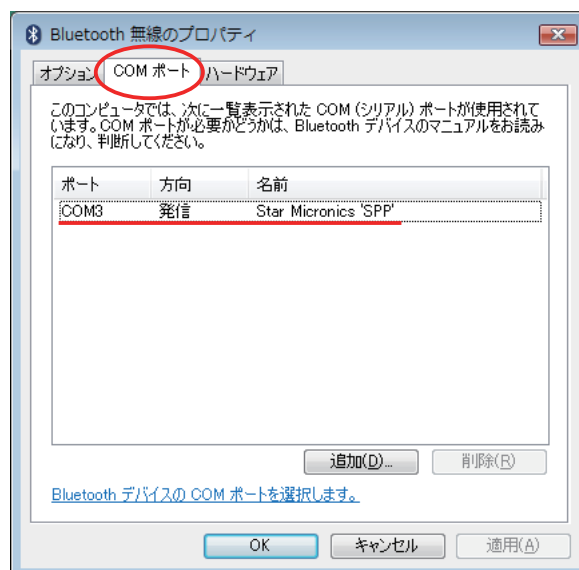 Bluetooth 無線のプロパティ
オプション COM ポート ハードウェア
このコンピュータでは、次に一覧表示された COM (シリアル) ポートが使用されて
います。COM ポートが必要かどうかは、Bluetooth デバイスのマニュアルをお読み
になり、判断してください。
ポート 方向 名前
COM3 発信 Star Micronics 'SPP'
追加(D)... 削除(R)
Bluetooth デバイスの COM ポートを選択します。
OK キャンセル 適用(A)